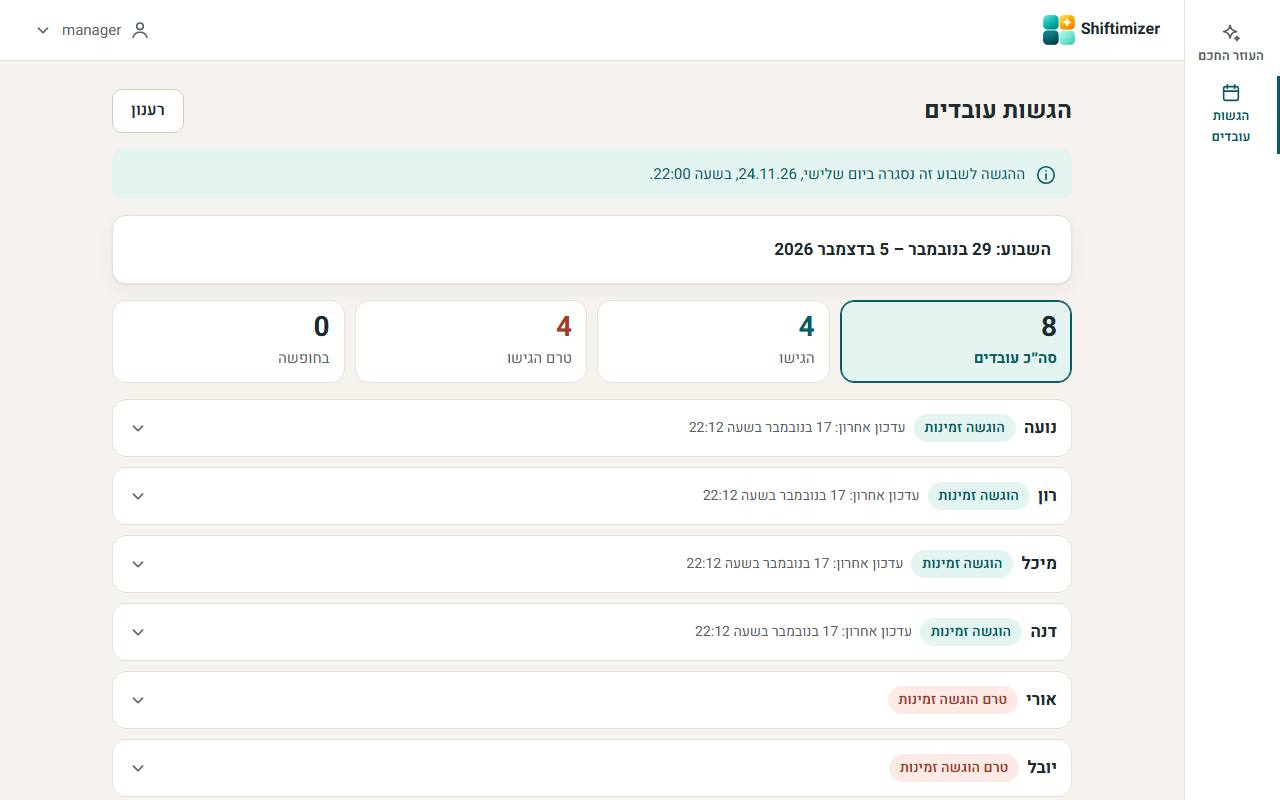 העוזר החכם
הגשות
עובדים
Shiftimizer
manager
הגשות עובדים
רענון
ההגשה לשבוע זה נסגרה ביום שלישי, 24.11.26, בשעה 22:00.
השבוע: 29 בנובמבר – 5 בדצמבר 2026
8
סה״כ עובדים
4
הגישו
4
טרם הגישו
0
בחופשה
נועה הוגשה זמינות עדכון אחרון: 17 בנובמבר בשעה 22:12
רון הוגשה זמינות עדכון אחרון: 17 בנובמבר בשעה 22:12
מיכל הוגשה זמינות עדכון אחרון: 17 בנובמבר בשעה 22:12
דנה הוגשה זמינות עדכון אחרון: 17 בנובמבר בשעה 22:12
אורי טרם הוגשה זמינות
יובל טרם הוגשה זמינות